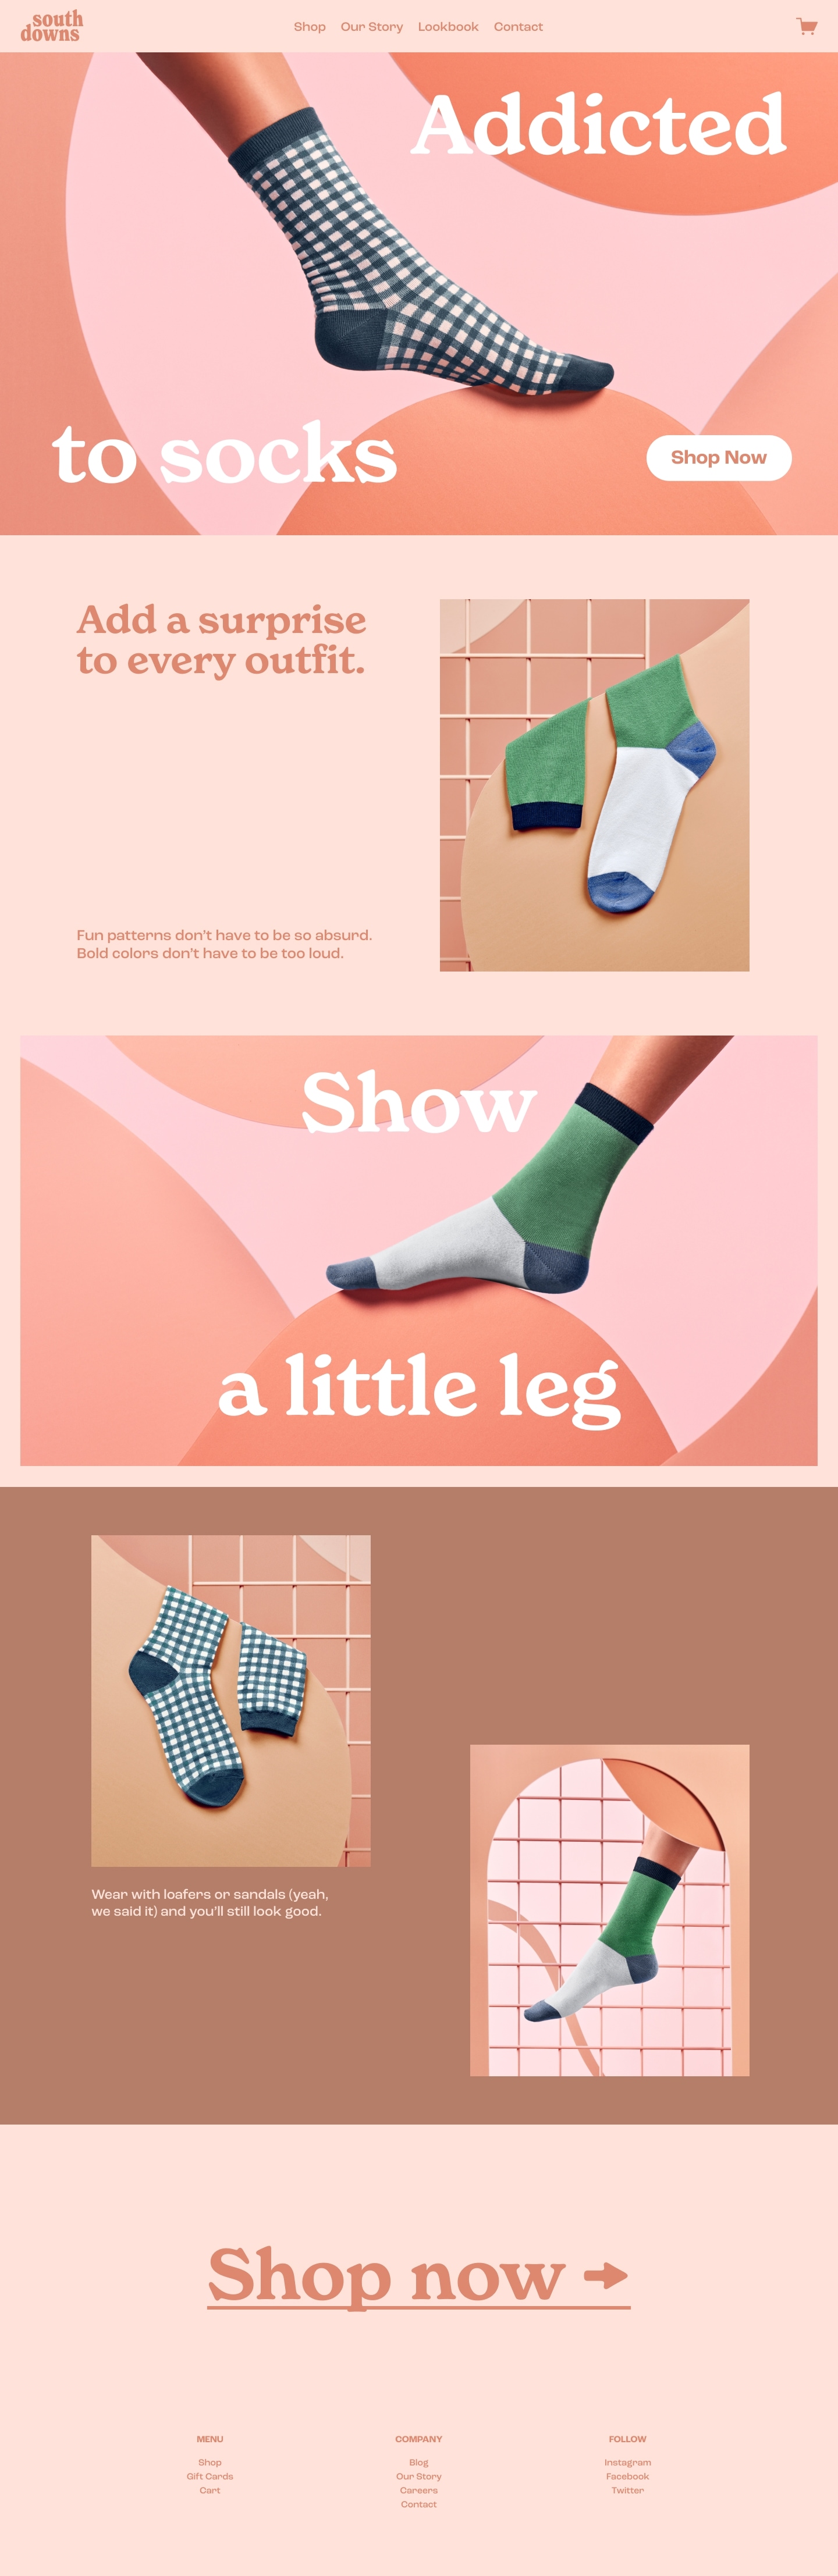 south
downs
Shop Our Story Lookbook Contact
Addicted
to socks
Shop Now
Add a surprise
to every outfit.
Fun patterns don’t have to be so absurd.
Bold colors don’t have to be too loud.
Show
a little leg
Wear with loafers or sandals (yeah,
we said it) and you’ll still look good.
Shop now
MENU
Shop
Gift Cards
Cart
COMPANY
Blog
Our Story
Careers
Contact
FOLLOW
Instagram
Facebook
Twitter